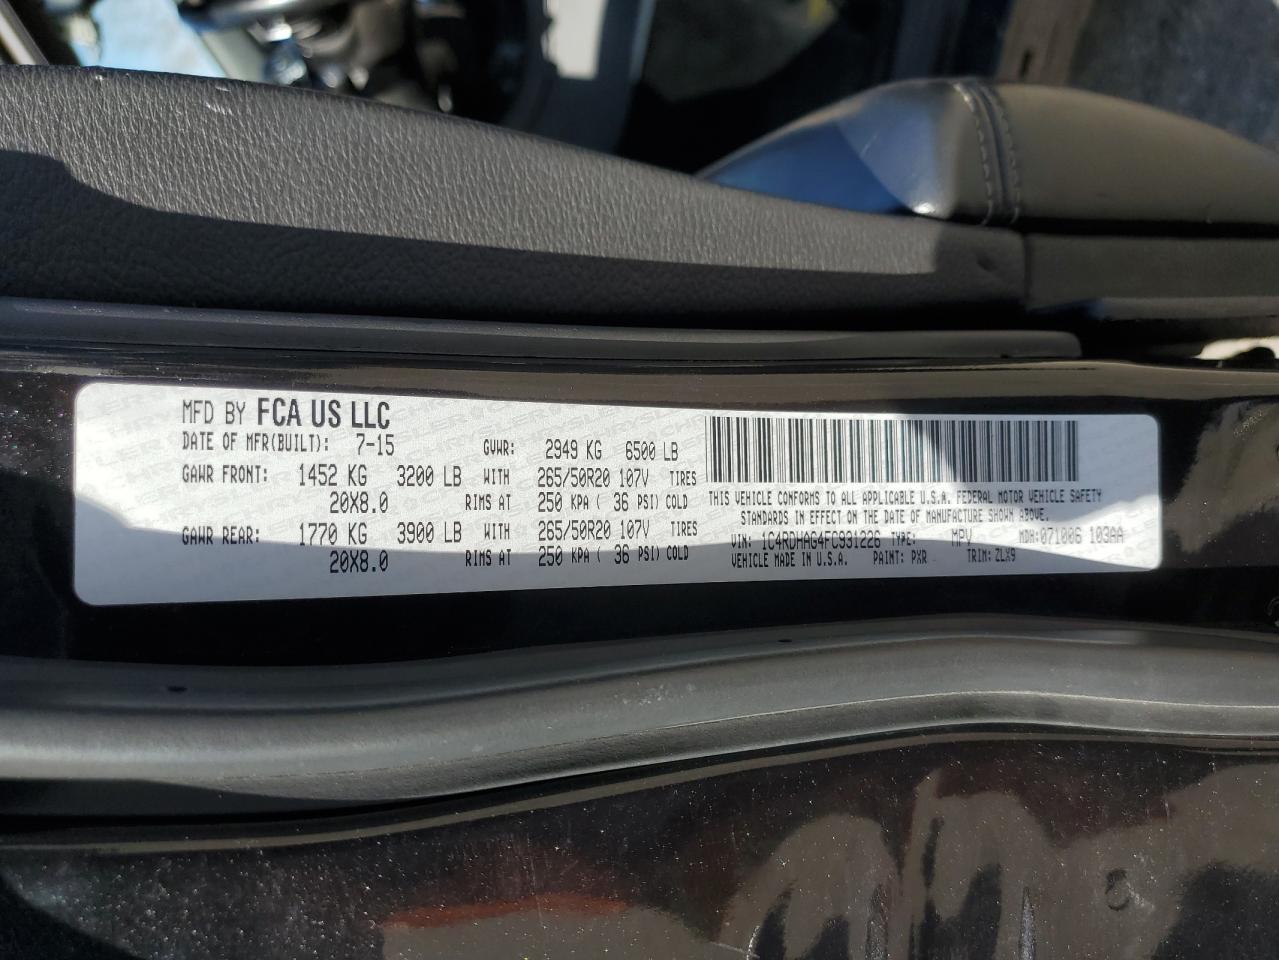 MFD BY FCA US LLC
DATE OF MFR(BUILT): 7-15 GVWR: 2949 KG 6500 LB
GAWR FRONT: 1452 KG 3200 LB WITH 265/50R20 107V TIRES
20X8.0 RIMS AT 250 KPA ( 36 PSI) COLD
GAWR REAR: 1770 KG 3900 LB WITH 265/50R20 107V TIRES
20X8.0 RIMS AT 250 KPA ( 36 PSI) COLD
THIS VEHICLE CONFORMS TO ALL APPLICABLE U.S.A. FEDERAL MOTOR VEHICLE SAFETY
STANDARDS IN EFFECT ON THE DATE OF MANUFACTURE SHOWN ABOVE.
VIN: 1C4RDHAG4FC931226 TYPE: MPV MDH:071006 103AA
VEHICLE MADE IN U.S.A. PAINT: PXR TRIM: ZLX9